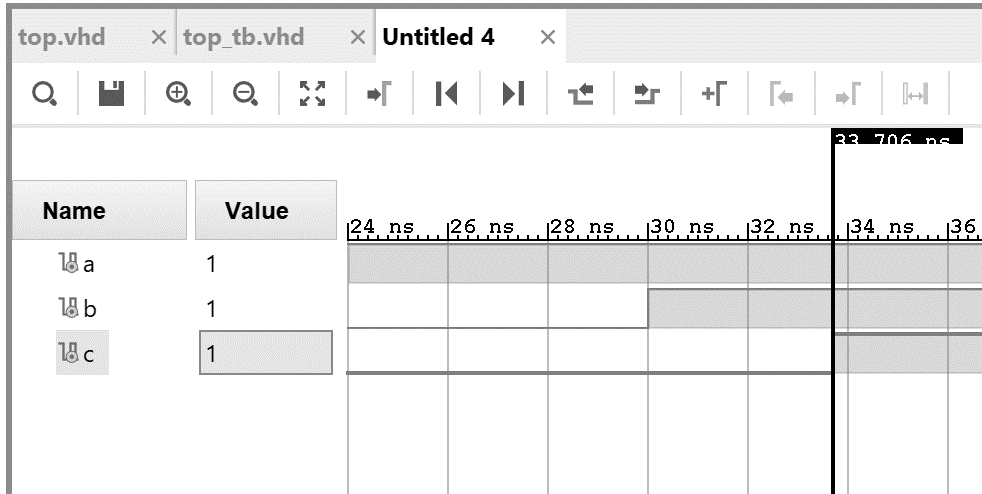 top.vhd top_tb.vhd Untitled 4
33.706 ns
Name Value
24 ns 26 ns 28 ns 30 ns 32 ns 34 ns 36
a 1
b 1
c 1